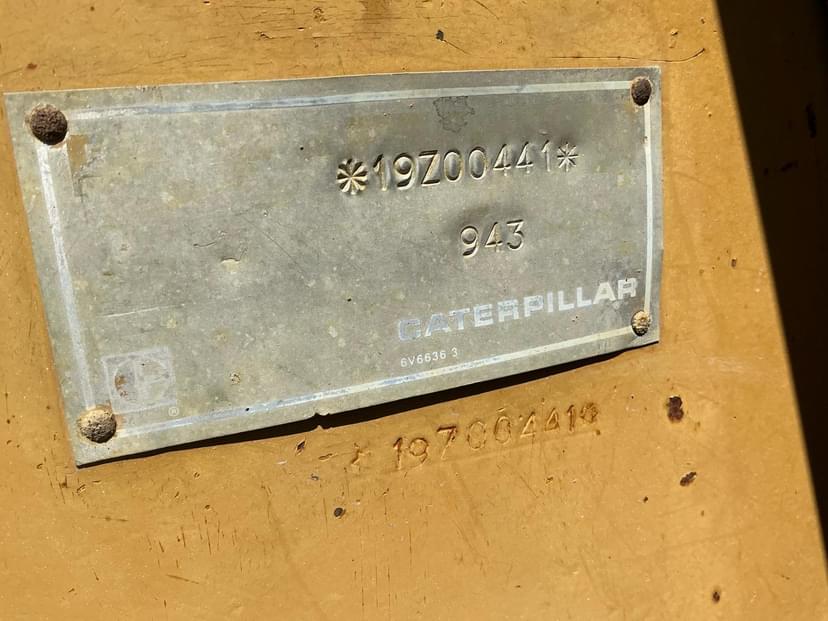 *19Z00441*
943
CATERPILLAR
6V6636 3
®
*19Z00441*